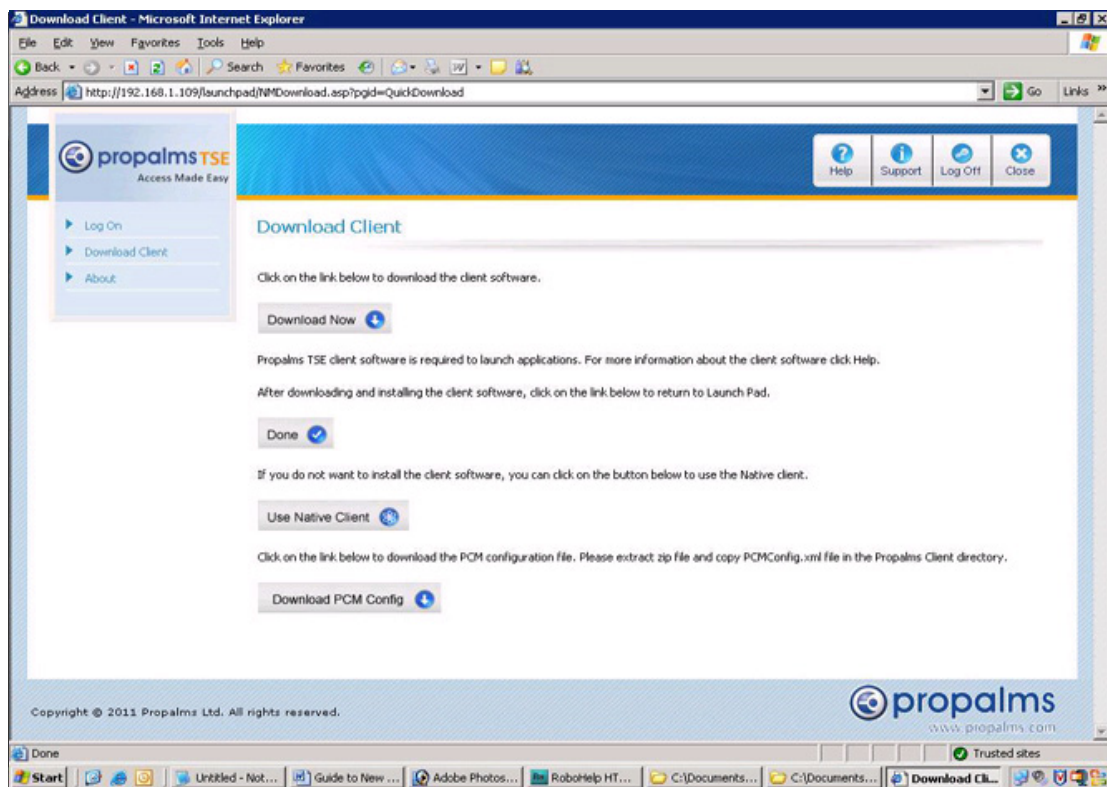 Download Client - Microsoft Internet Explorer
File Edit View Favorites Tools Help
Back Search Favorites
Address http://192.168.1.109/launchpad/NMDownload.asp?pgid=QuickDownload Go Links »
propalms TSE
Access Made Easy
Help Support Log Off Close
Log On
Download Client
About
Download Client
Click on the link below to download the client software.
Download Now
Propalms TSE client software is required to launch applications. For more information about the client software click Help.
After downloading and installing the client software, click on the link below to return to Launch Pad.
Done
If you do not want to install the client software, you can click on the button below to use the Native client.
Use Native Client
Click on the link below to download the PCM configuration file. Please extract zip file and copy PCMConfig.xml file in the Propalms Client directory.
Download PCM Config
Copyright © 2011 Propalms Ltd. All rights reserved.
propalms
www.propalms.com
Done Trusted sites
Start Untitled - Not... Guide to New ... Adobe Photos... RoboHelp HT... C:\Documents... C:\Documents... Download Cli...